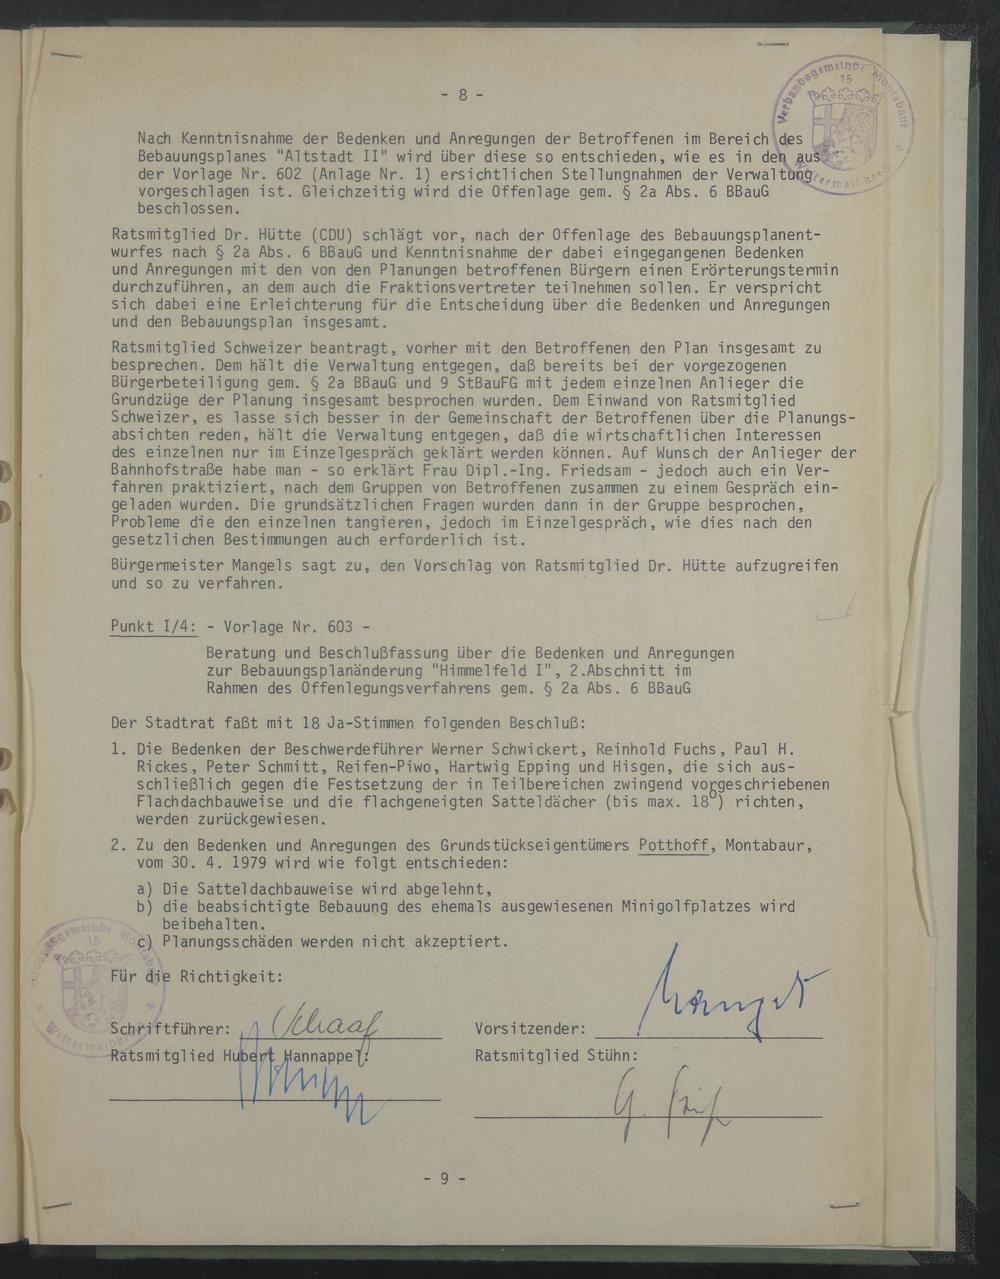 - 8 -
Verbandsgemeinde Montabaur
15
Westerwaldkreis
Nach Kenntnisnahme der Bedenken und Anregungen der Betroffenen im Bereich des
Bebauungsplanes "Altstadt II" wird über diese so entschieden, wie es in den aus
der Vorlage Nr. 602 (Anlage Nr. 1) ersichtlichen Stellungnahmen der Verwaltung
vorgeschlagen ist. Gleichzeitig wird die Offenlage gem. § 2a Abs. 6 BBauG
beschlossen.
Ratsmitglied Dr. Hütte (CDU) schlägt vor, nach der Offenlage des Bebauungsplanent-
wurfes nach § 2a Abs. 6 BBauG und Kenntnisnahme der dabei eingegangenen Bedenken
und Anregungen mit den von den Planungen betroffenen Bürgern einen Erörterungstermin
durchzuführen, an dem auch die Fraktionsvertreter teilnehmen sollen. Er verspricht
sich dabei eine Erleichterung für die Entscheidung über die Bedenken und Anregungen
und den Bebauungsplan insgesamt.
Ratsmitglied Schweizer beantragt, vorher mit den Betroffenen den Plan insgesamt zu
besprechen. Dem hält die Verwaltung entgegen, daß bereits bei der vorgezogenen
Bürgerbeteiligung gem. § 2a BBauG und 9 StBauFG mit jedem einzelnen Anlieger die
Grundzüge der Planung insgesamt besprochen wurden. Dem Einwand von Ratsmitglied
Schweizer, es lasse sich besser in der Gemeinschaft der Betroffenen über die Planungs-
absichten reden, hält die Verwaltung entgegen, daß die wirtschaftlichen Interessen
des einzelnen nur im Einzelgespräch geklärt werden können. Auf Wunsch der Anlieger der
Bahnhofstraße habe man - so erklärt Frau Dipl.-Ing. Friedsam - jedoch auch ein Ver-
fahren praktiziert, nach dem Gruppen von Betroffenen zusammen zu einem Gespräch ein-
geladen wurden. Die grundsätzlichen Fragen wurden dann in der Gruppe besprochen,
Probleme die den einzelnen tangieren, jedoch im Einzelgespräch, wie dies nach den
gesetzlichen Bestimmungen auch erforderlich ist.
Bürgermeister Mangels sagt zu, den Vorschlag von Ratsmitglied Dr. Hütte aufzugreifen
und so zu verfahren.
Punkt I/4: - Vorlage Nr. 603 -
Beratung und Beschlußfassung über die Bedenken und Anregungen
zur Bebauungsplanänderung "Himmelfeld I", 2.Abschnitt im
Rahmen des Offenlegungsverfahrens gem. § 2a Abs. 6 BBauG
Der Stadtrat faßt mit 18 Ja-Stimmen folgenden Beschluß:
1. Die Bedenken der Beschwerdeführer Werner Schwickert, Reinhold Fuchs, Paul H.
Rickes, Peter Schmitt, Reifen-Piwo, Hartwig Epping und Hisgen, die sich aus-
schließlich gegen die Festsetzung der in Teilbereichen zwingend vorgeschriebenen
Flachdachbauweise und die flachgeneigten Satteldächer (bis max. 18°) richten,
werden zurückgewiesen.
2. Zu den Bedenken und Anregungen des Grundstückseigentümers Potthoff, Montabaur,
vom 30. 4. 1979 wird wie folgt entschieden:
a) Die Satteldachbauweise wird abgelehnt,
b) die beabsichtigte Bebauung des ehemals ausgewiesenen Minigolfplatzes wird
beibehalten.
c) Planungsschäden werden nicht akzeptiert.
Verbandsgemeinde Montabaur
15
Westerwaldkreis
Für die Richtigkeit:
Schriftführer: Schaaf
Vorsitzender: Mangels
Ratsmitglied Hubert Hannappel:
Ratsmitglied Stühn:
- 9 -